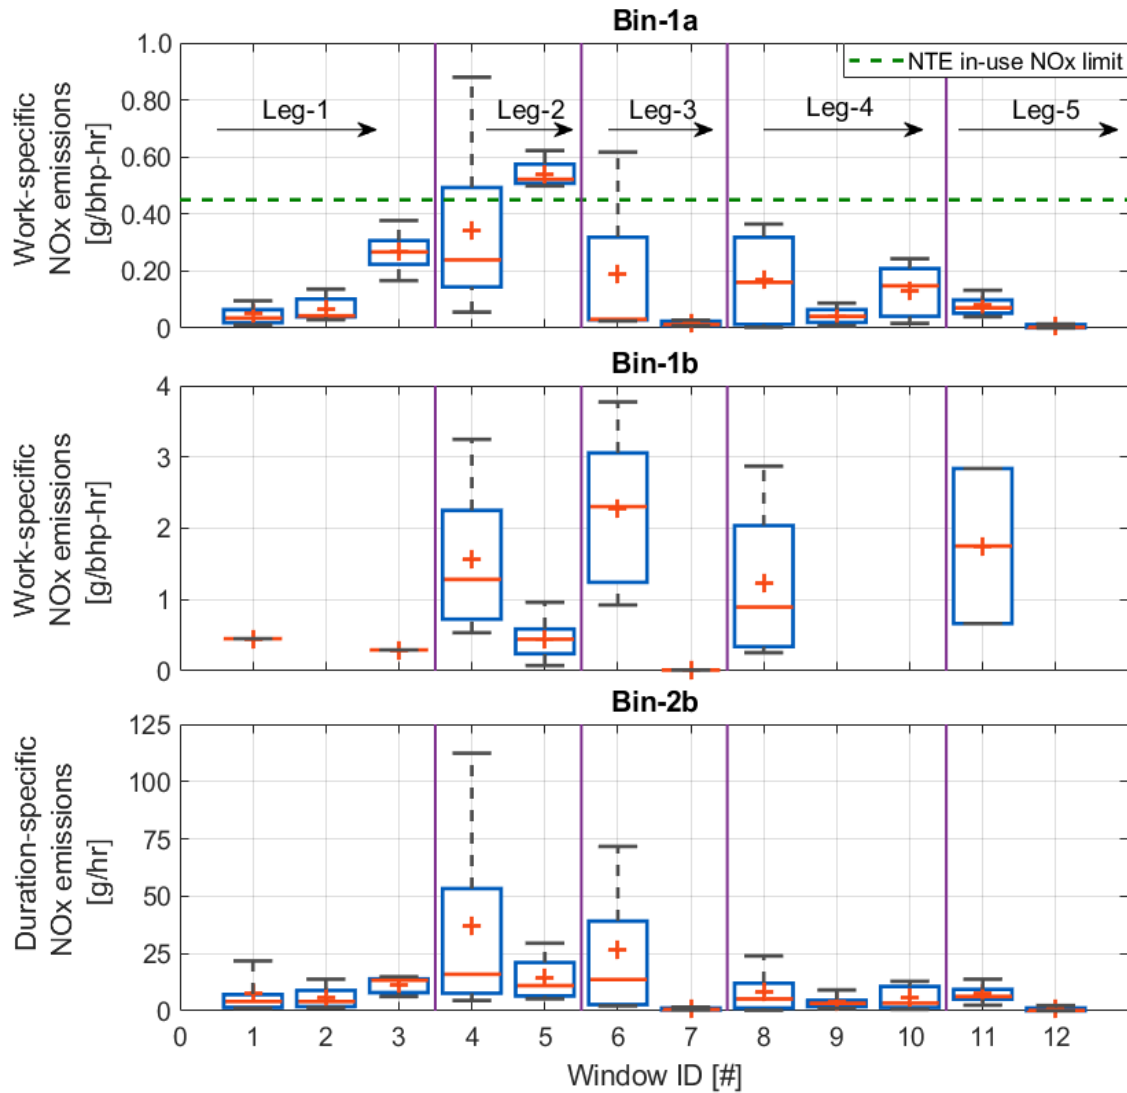 Bin-1a
Work-specific
NOx emissions
[g/bhp-hr]
1.0
0.80
0.60
0.40
0.20
0
NTE in-use NOx limit
Leg-1
Leg-2
Leg-3
Leg-4
Leg-5
Bin-1b
Work-specific
NOx emissions
[g/bhp-hr]
4
3
2
1
0
Bin-2b
Duration-specific
NOx emissions
[g/hr]
125
100
75
50
25
0
0 1 2 3 4 5 6 7 8 9 10 11 12
Window ID [#]